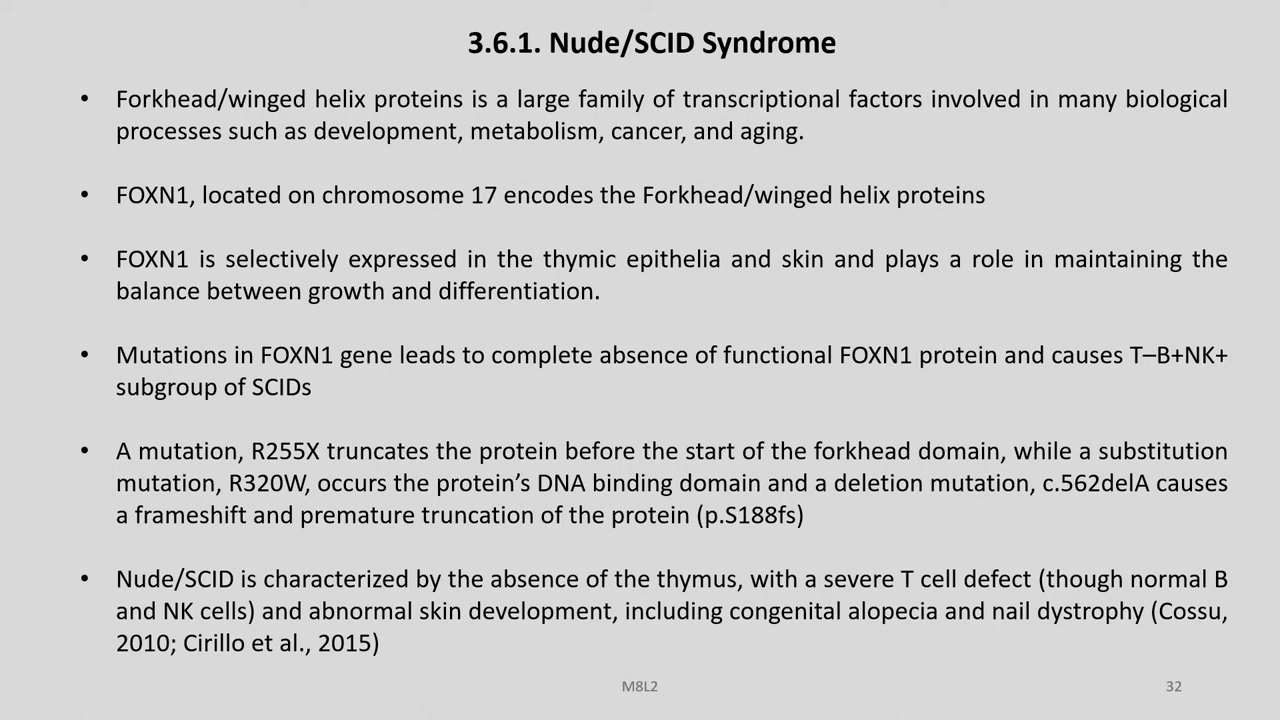 3.6.1. Nude/SCID Syndrome
• Forkhead/winged helix proteins is a large family of transcriptional factors involved in many biological
processes such as development, metabolism, cancer, and aging.
• FOXN1, located on chromosome 17 encodes the Forkhead/winged helix proteins
• FOXN1 is selectively expressed in the thymic epithelia and skin and plays a role in maintaining the
balance between growth and differentiation.
• Mutations in FOXN1 gene leads to complete absence of functional FOXN1 protein and causes T–B+NK+
subgroup of SCIDs
• A mutation, R255X truncates the protein before the start of the forkhead domain, while a substitution
mutation, R320W, occurs the protein’s DNA binding domain and a deletion mutation, c.562delA causes
a frameshift and premature truncation of the protein (p.S188fs)
• Nude/SCID is characterized by the absence of the thymus, with a severe T cell defect (though normal B
and NK cells) and abnormal skin development, including congenital alopecia and nail dystrophy (Cossu,
2010; Cirillo et al., 2015)
M8L2
32